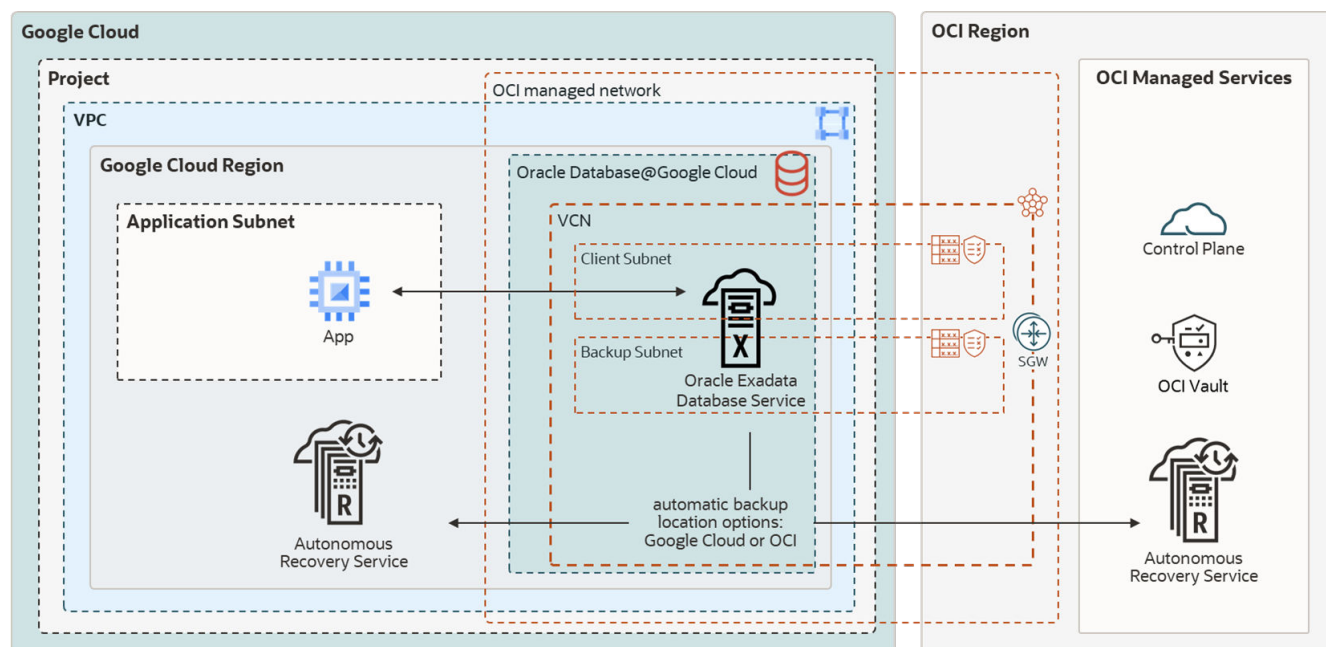 Google Cloud
OCI Region
Project
OCI Managed Services
OCI managed network
VPC
Google Cloud Region
Oracle Database@Google Cloud
Application Subnet
VCN
Client Subnet
Control Plane
App
Backup Subnet
SGW
Oracle Exadata
Database Service
X
OCI Vault
automatic backup
location options:
Google Cloud or OCI
R
Autonomous
Recovery Service
R
Autonomous
Recovery Service